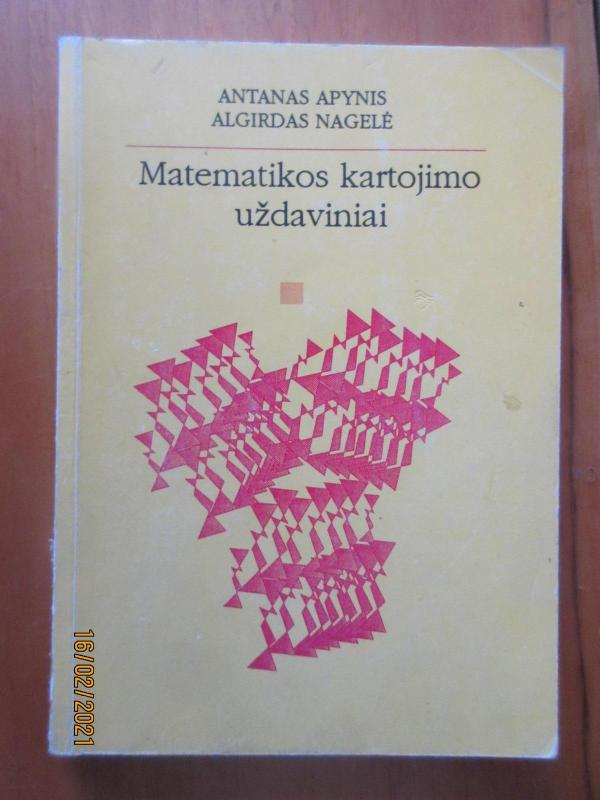 ANTANAS APYNIS
ALGIRDAS NAGELĖ
Matematikos kartojimo
uždaviniai
16/02/2021